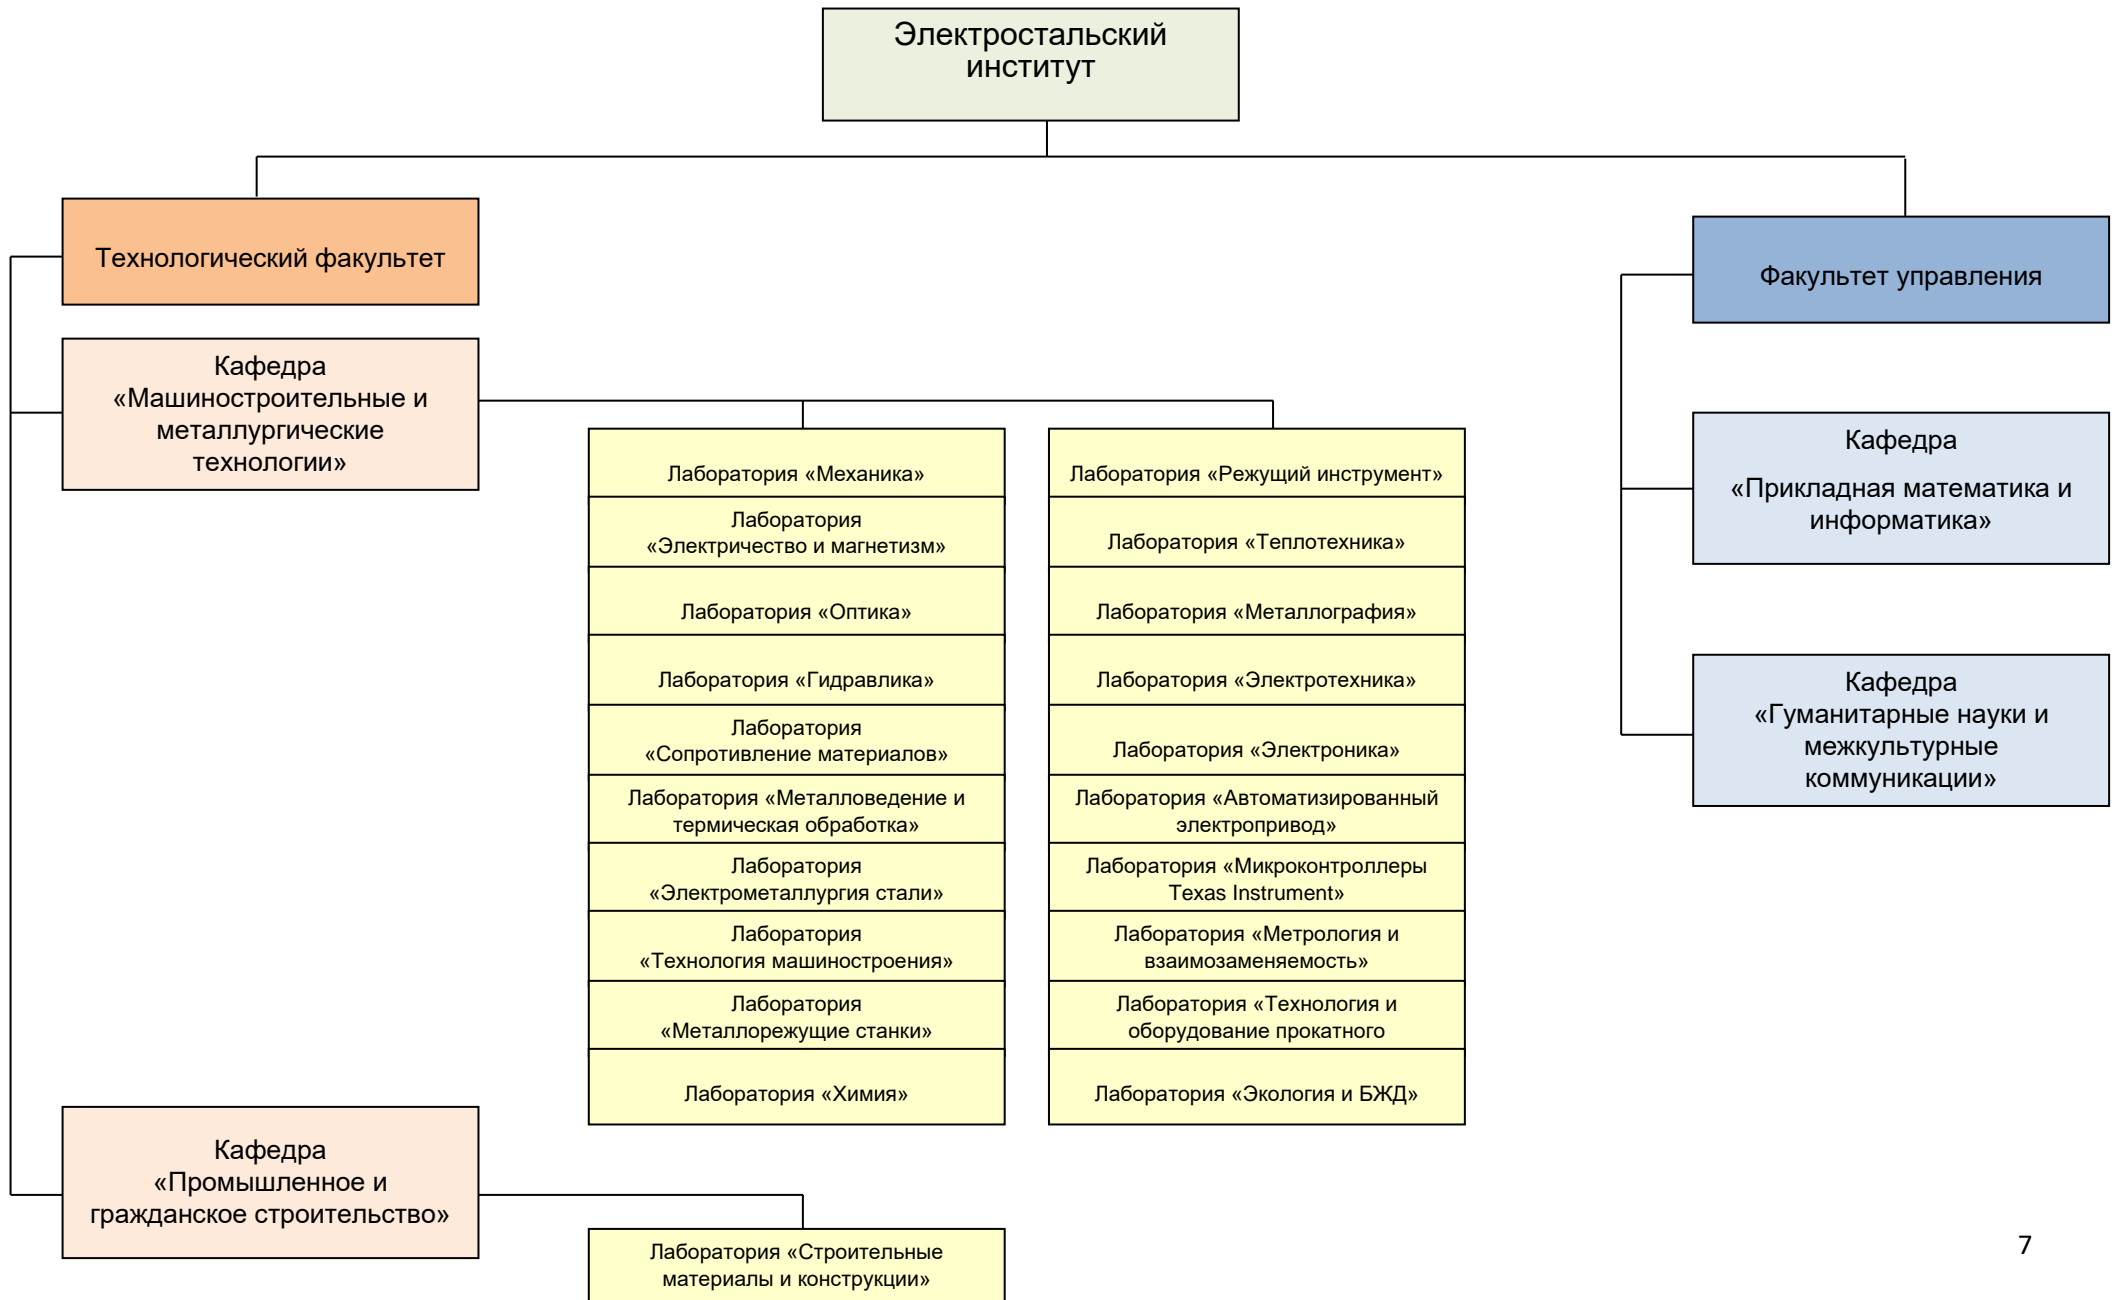 Электростальский
институт
Технологический факультет
Факультет управления
Кафедра
«Машиностроительные и
металлургические
технологии»
Лаборатория «Механика»
Лаборатория
«Электричество и магнетизм»
Лаборатория «Оптика»
Лаборатория «Гидравлика»
Лаборатория
«Сопротивление материалов»
Лаборатория «Металловедение и
термическая обработка»
Лаборатория
«Электрометаллургия стали»
Лаборатория
«Технология машиностроения»
Лаборатория
«Металлорежущие станки»
Лаборатория «Химия»
Лаборатория «Режущий инструмент»
Лаборатория «Теплотехника»
Лаборатория «Металлография»
Лаборатория «Электротехника»
Лаборатория «Электроника»
Лаборатория «Автоматизированный
электропривод»
Лаборатория «Микроконтроллеры
Texas Instrument»
Лаборатория «Метрология и
взаимозаменяемость»
Лаборатория «Технология и
оборудование прокатного
Лаборатория «Экология и БЖД»
Кафедра
«Прикладная математика и
информатика»
Кафедра
«Гуманитарные науки и
межкультурные
коммуникации»
Кафедра
«Промышленное и
гражданское строительство»
Лаборатория «Строительные
материалы и конструкции»
7